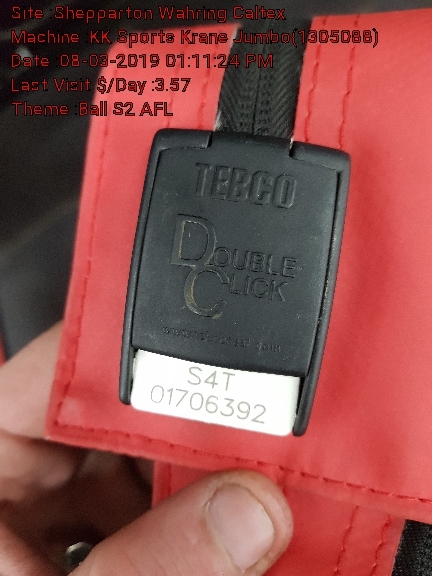 Site :Shepparton Wahring Caltex
Machine :KK Sports Krane Jumbo(1305088)
Date :08-03-2019 01:11:24 PM
Last Visit $/Day :3.57
Theme :Ball S2 AFL
TEBCO
DOUBLE
CLICK
S4T
01706392